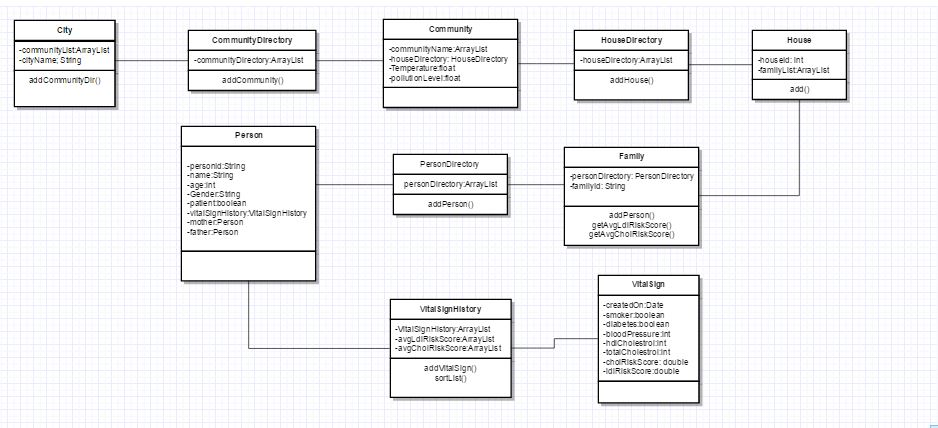 City
-communityList:ArrayList
-cityName; String
addCommunityDir()
CommunityDirectory
-communityDirectory:ArrayList
addCommunity()
Community
-communityName:ArrayList
-houseDirectory: HouseDirectory
-Temperature:float
-pollutionLevel:float
HouseDirectory
-houseDirectory:ArrayList
addHouse()
House
-houseId: int
-familyList:ArrayList
add()
Person
-personId:String
-name:String
-age:int
-Gender:String
-patient:boolean
-vitalSignHistory:VitalSignHistory
-mother:Person
-father:Person
PersonDirectory
personDirectory:ArrayList
addPerson()
Family
-personDirectory: PersonDirectory
-familyId: String
addPerson()
getAvgLdlRiskScore()
getAvgCholRiskScore()
VitalSignHistory
-VitalSignHistory:ArrayList
-avgLdlRiskScore:ArrayList
-avgCholRiskScore:ArrayList
addVitalSign()
sortList()
VitalSign
-createdOn:Date
-smoker:boolean
-diabetes:boolean
-bloodPressure:int
-hdlCholestrol:int
-totalCholestrol:int
-cholRiskScore: double
-ldlRiskScore:double